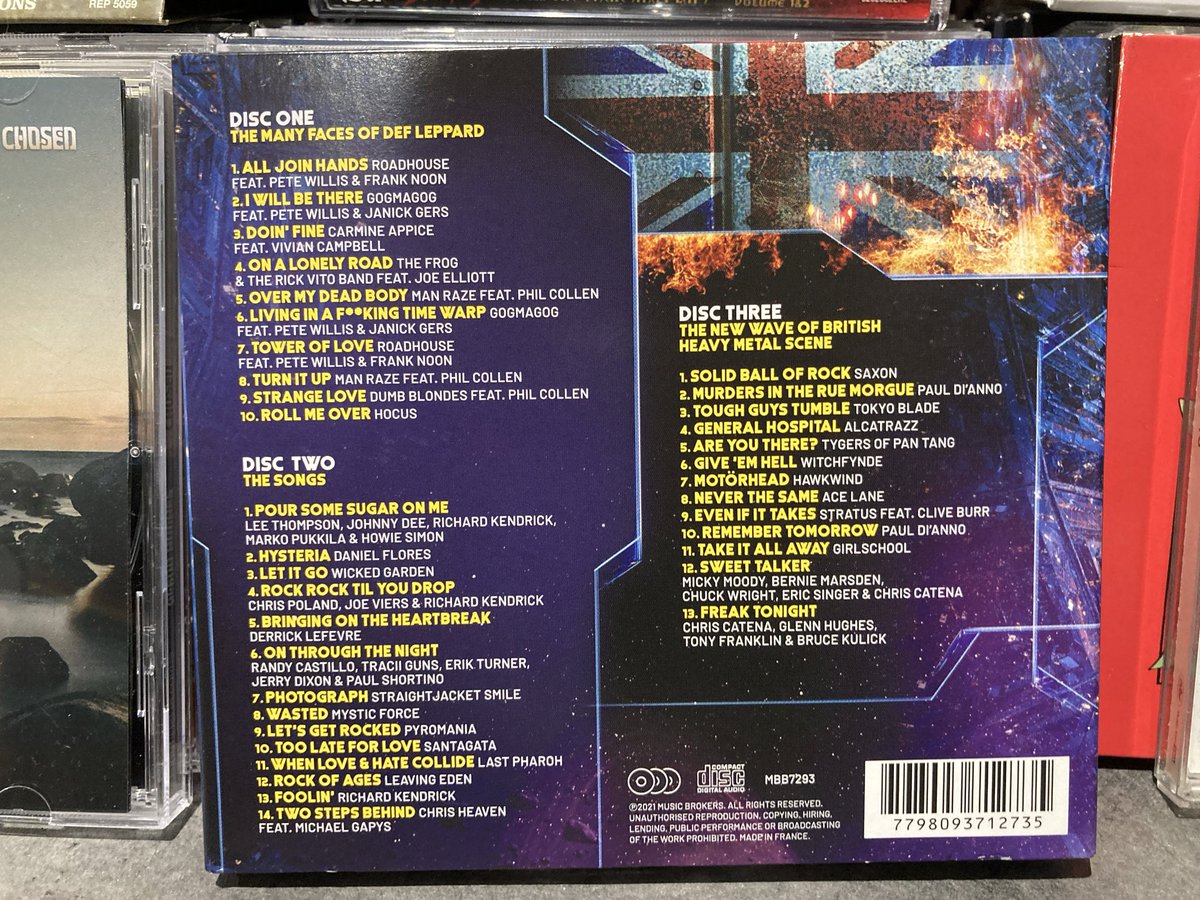 ONS
REP 5059
VOLUME 1&2
CHOSEN
DISC ONE
THE MANY FACES OF DEF LEPPARD
1. ALL JOIN HANDS ROADHOUSE
FEAT. PETE WILLIS & FRANK NOON
2. I WILL BE THERE GOGMAGOG
FEAT. PETE WILLIS & JANICK GERS
3. DOIN' FINE CARMINE APPICE
FEAT. VIVIAN CAMPBELL
4. ON A LONELY ROAD THE FROG
& THE RICK VITO BAND FEAT. JOE ELLIOTT
5. OVER MY DEAD BODY MAN RAZE FEAT. PHIL COLLEN
6. LIVING IN A F**KING TIME WARP GOGMAGOG
FEAT. PETE WILLIS & JANICK GERS
7. TOWER OF LOVE ROADHOUSE
FEAT. PETE WILLIS & FRANK NOON
8. TURN IT UP MAN RAZE FEAT. PHIL COLLEN
9. STRANGE LOVE DUMB BLONDES FEAT. PHIL COLLEN
10. ROLL ME OVER HOCUS
DISC TWO
THE SONGS
1. POUR SOME SUGAR ON ME
LEE THOMPSON, JOHNNY DEE, RICHARD KENDRICK,
MARKO PUKKILA & HOWIE SIMON
2. HYSTERIA DANIEL FLORES
3. LET IT GO WICKED GARDEN
4. ROCK ROCK TIL YOU DROP
CHRIS POLAND, JOE VIERS & RICHARD KENDRICK
5. BRINGING ON THE HEARTBREAK
DERRICK LEFEVRE
6. ON THROUGH THE NIGHT
RANDY CASTILLO, TRACII GUNS, ERIK TURNER,
JERRY DIXON & PAUL SHORTINO
7. PHOTOGRAPH STRAIGHTJACKET SMILE
8. WASTED MYSTIC FORCE
9. LET'S GET ROCKED PYROMANIA
10. TOO LATE FOR LOVE SANTAGATA
11. WHEN LOVE & HATE COLLIDE LAST PHAROH
12. ROCK OF AGES LEAVING EDEN
13. FOOLIN' RICHARD KENDRICK
14. TWO STEPS BEHIND CHRIS HEAVEN
FEAT. MICHAEL GAPYS
DISC THREE
THE NEW WAVE OF BRITISH
HEAVY METAL SCENE
1. SOLID BALL OF ROCK SAXON
2. MURDERS IN THE RUE MORGUE PAUL DI'ANNO
3. TOUGH GUYS TUMBLE TOKYO BLADE
4. GENERAL HOSPITAL ALCATRAZZ
5. ARE YOU THERE? TYGERS OF PAN TANG
6. GIVE 'EM HELL WITCHFYNDE
7. MOTÖRHEAD HAWKWIND
8. NEVER THE SAME ACE LANE
9. EVEN IF IT TAKES STRATUS FEAT. CLIVE BURR
10. REMEMBER TOMORROW PAUL DI'ANNO
11. TAKE IT ALL AWAY GIRLSCHOOL
12. SWEET TALKER
MICKY MOODY, BERNIE MARSDEN,
CHUCK WRIGHT, ERIC SINGER & CHRIS CATENA
13. FREAK TONIGHT
CHRIS CATENA, GLENN HUGHES,
TONY FRANKLIN & BRUCE KULICK
COMPACT
disc
DIGITAL AUDIO
MBB7293
℗2021 MUSIC BROKERS. ALL RIGHTS RESERVED.
UNAUTHORISED REPRODUCTION, COPYING, HIRING,
LENDING, PUBLIC PERFORMANCE OR BROADCASTING
OF THE WORK PROHIBITED. MADE IN FRANCE.
7798093712735